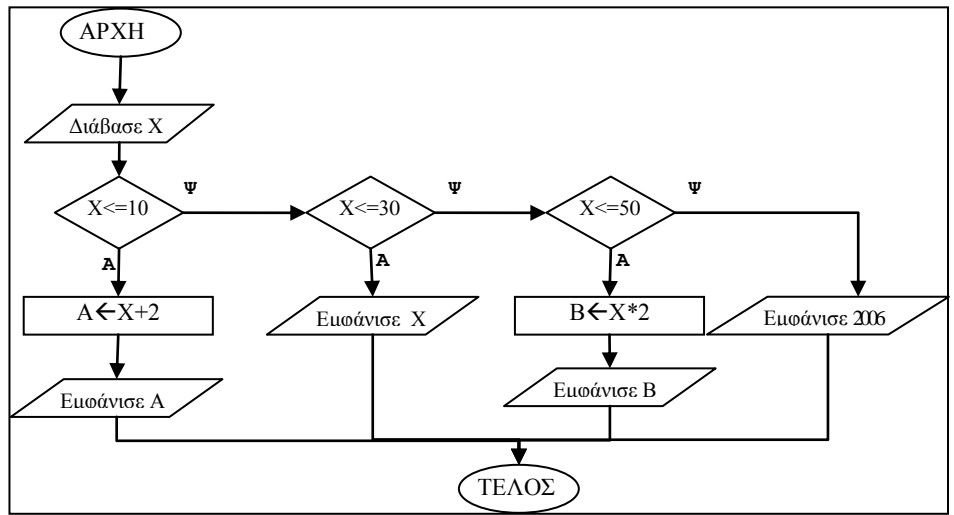 ΑΡΧΗ
Διάβασε Χ
Ψ
Ψ
Ψ
Χ<=10
Χ<=30
Χ<=50
Α
Α
Α
Α←Χ+2
Εμφάνισε Χ
Β←Χ*2
Εμφάνισε 2006
Εμφάνισε Α
Εμφάνισε Β
ΤΕΛΟΣ